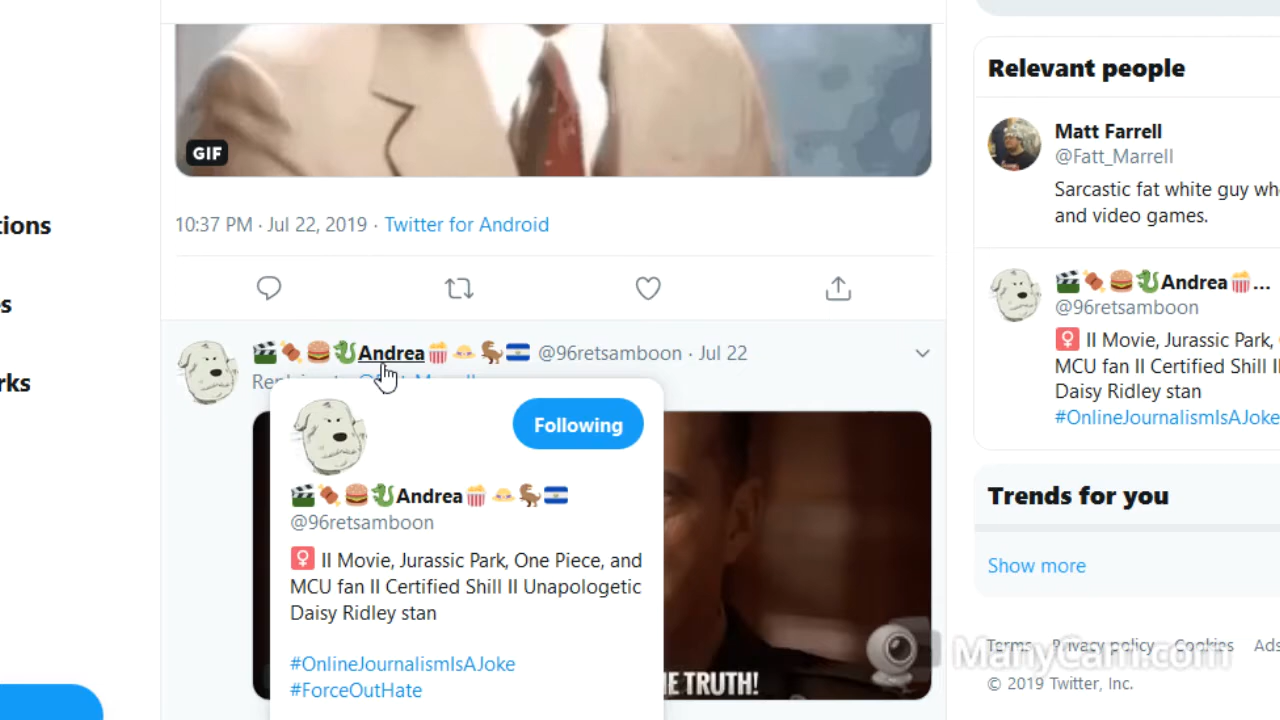 GIF
10:37 PM · Jul 22, 2019 · Twitter for Android
Andrea @96retsamboon · Jul 22
Following
Andrea
@96retsamboon
II Movie, Jurassic Park, One Piece, and
MCU fan II Certified Shill II Unapologetic
Daisy Ridley stan
#OnlineJournalismIsAJoke
#ForceOutHate
TRUTH!
Relevant people
Matt Farrell
@Fatt_Marrell
Sarcastic fat white guy
and video games.
Andrea...
@96retsamboon
II Movie, Jurassic Park,
MCU fan II Certified Shill II
Daisy Ridley stan
#OnlineJournalismIsAJoke
Trends for you
Show more
Terms Privacy policy Cookies
© 2019 Twitter, Inc.
ManyCam.com